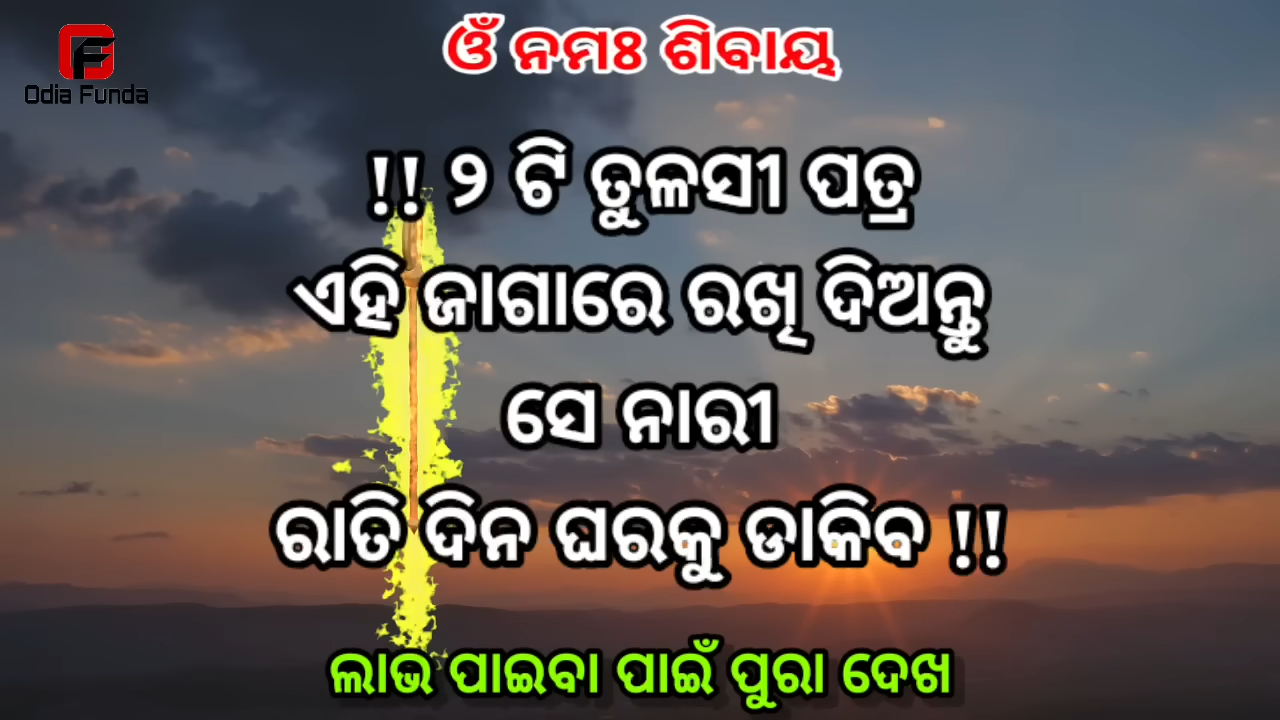 ଓଁ ନମଃ ଶିବାୟ
Odia Funda
!! ୨ ଟି ତୁଳସୀ ପତ୍ର
ଏହି ଜାଗାରେ ରଖି ଦିଅନ୍ତୁ
ସେ ନାରୀ
ରାତି ଦିନ ଘରକୁ ଡାକିବ !!
ଲାଭ ପାଇବା ପାଇଁ ପୁରା ଦେଖ